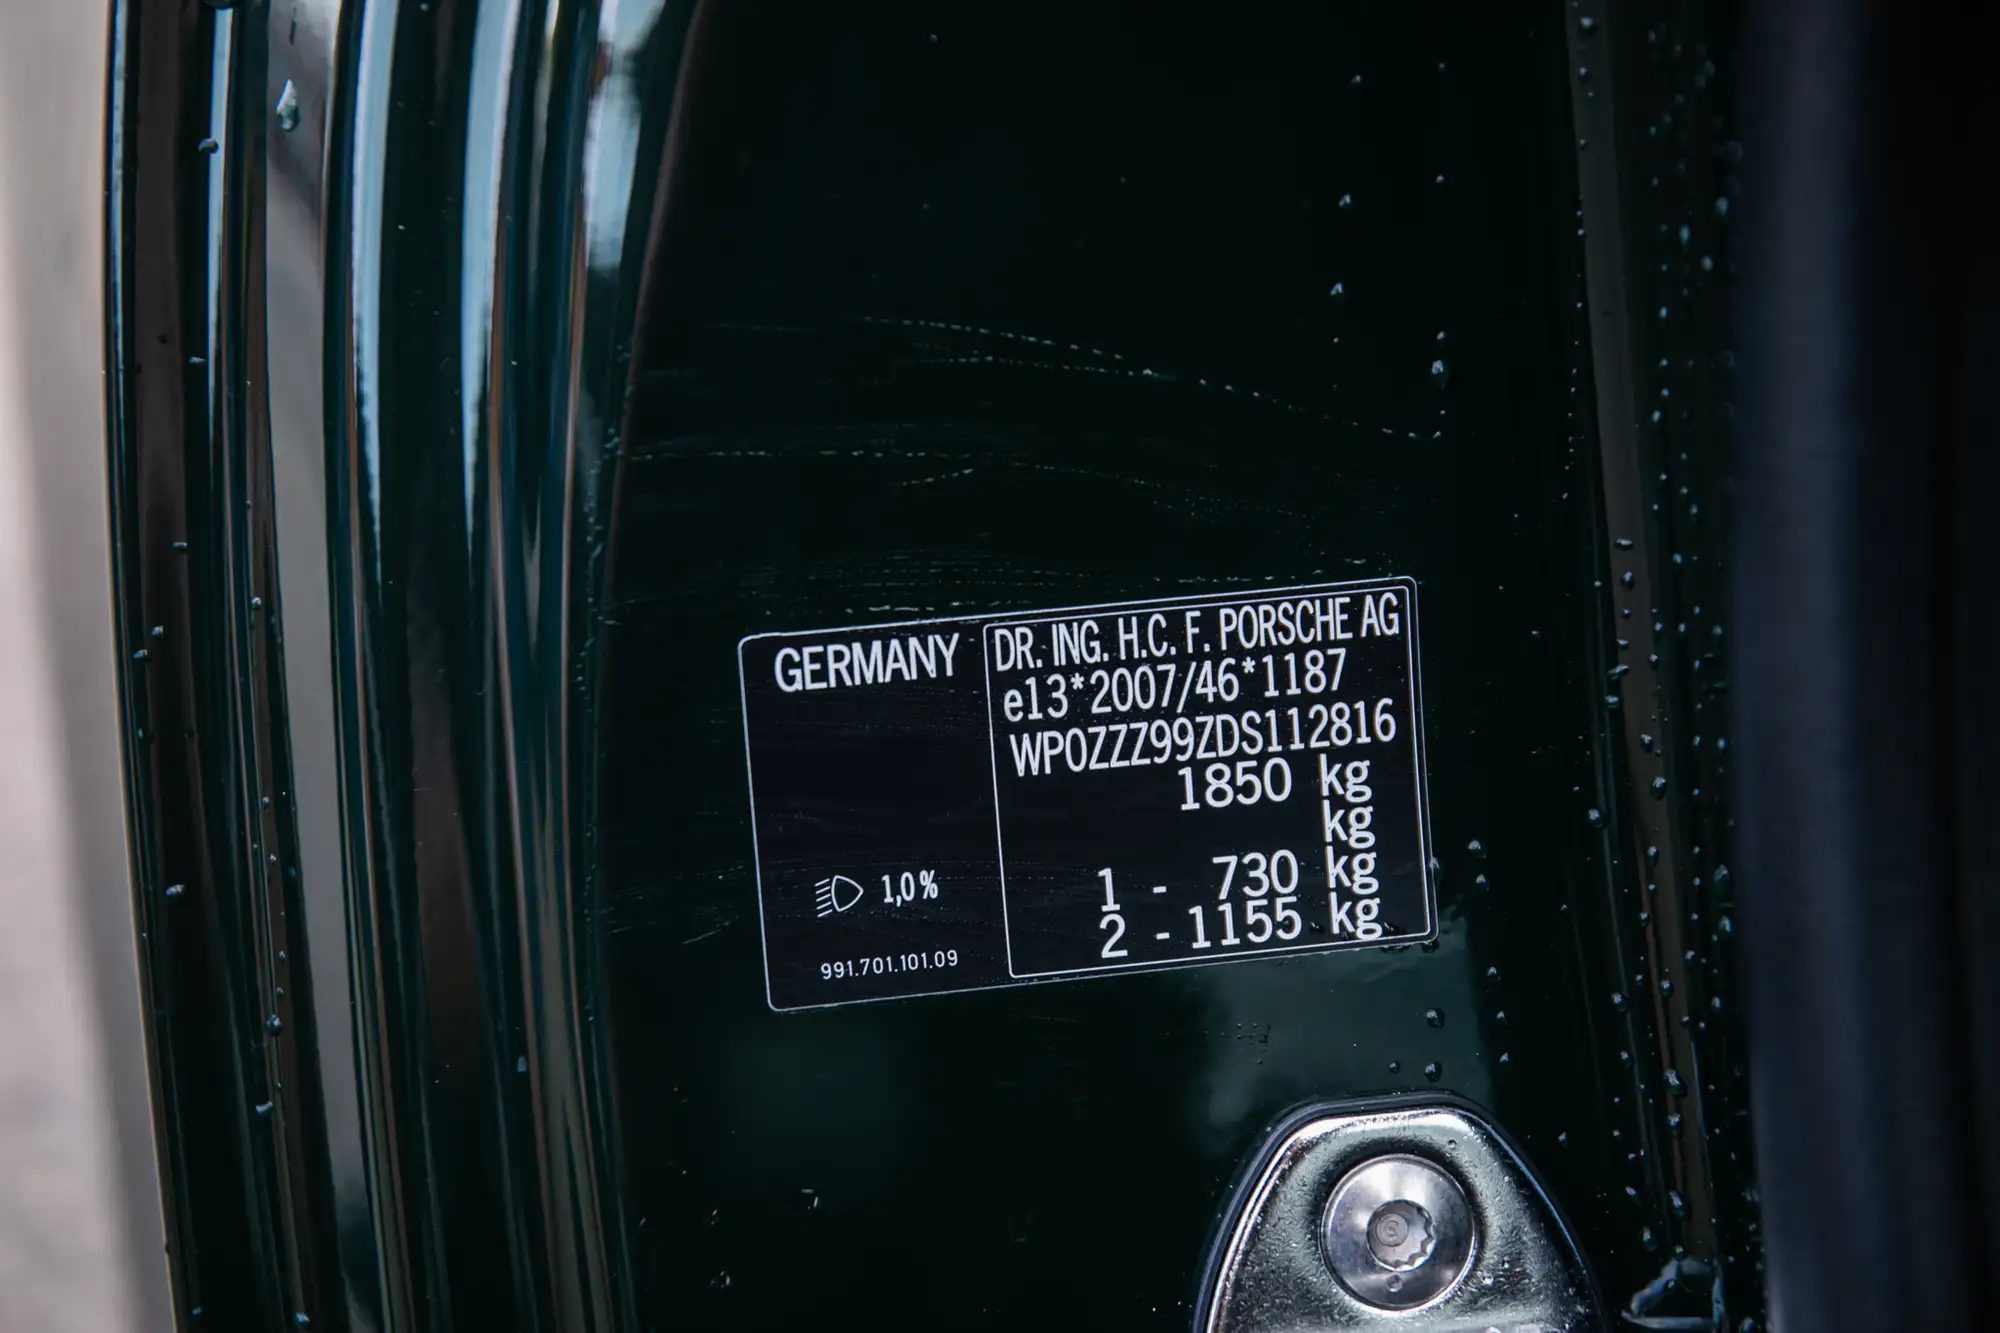 GERMANY
DR. ING. H.C. F. PORSCHE AG
e13*2007/46*1187
WP0ZZZ99ZDS112816
1850 kg
kg
1 - 730 kg
2 - 1155 kg
1,0%
991.701.101.09